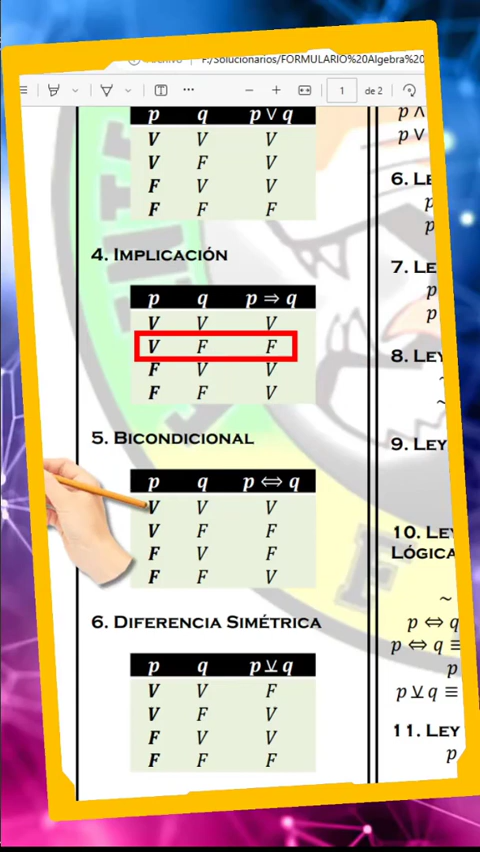 F:/Solucionarios/FORMULARIO%20Algebra%20
1 de 2
p q p ∨ q
V V V
V F V
F V V
F F F
4. IMPLICACIÓN
p q p ⇒ q
V V V
V F F
F V V
F F V
5. BICONDICIONAL
p q p ⇔ q
V V V
V F F
F V F
F F V
6. DIFERENCIA SIMÉTRICA
p q p ⊻ q
V V F
V F V
F V V
F F F
p ∧
p ∨
6. LE
p
p
7. LE
p
p
8. LEY
~
~
9. LEY
10. LEY
LÓGICA
~
p ⇔ q
p ⇔ q ≡
p
p ⊻ q ≡
11. LEY
p